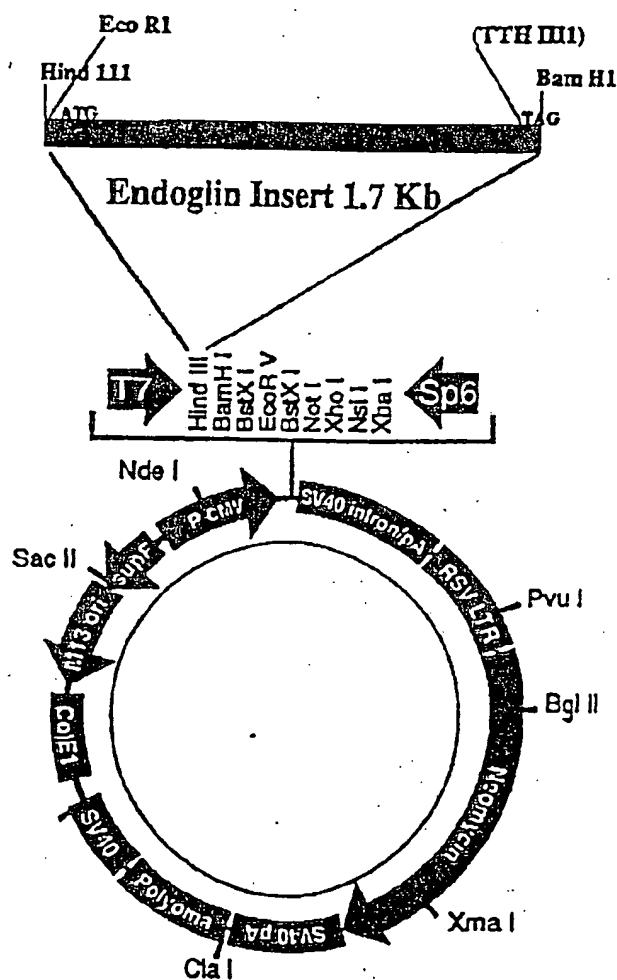 Eco R1
(TTH III1)
Hind 111
Bam H1
ATG
TAG
Endoglin Insert 1.7 Kb
T7
Hind III
BamH I
BstX I
EcoR V
BstX I
Not I
Xho I
Nsi I
Xba I
Sp6
Nde I
P-CMV
SV40 intron/pA
supF
Sac II
RSV LTR
Pvu I
M13 ori
Bgl II
ColE1
Neomycin
SV40
Polyoma
SV40 pA
Xma I
Cla I